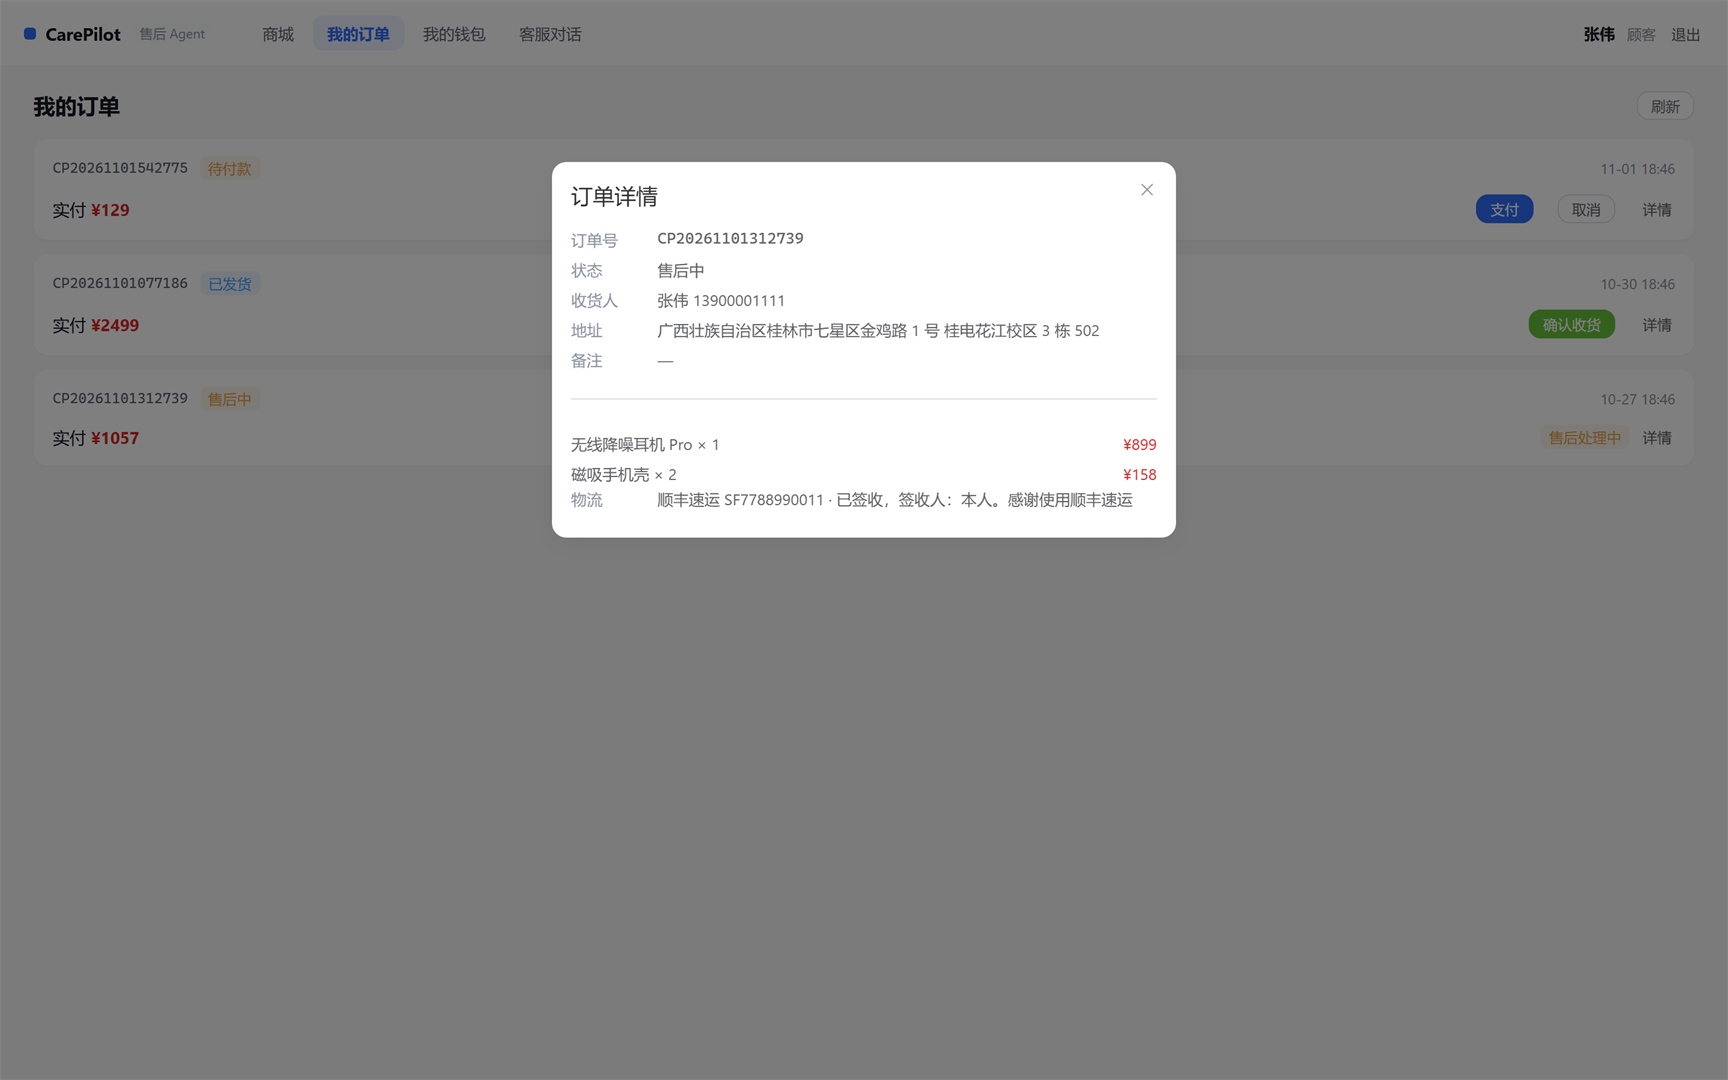 CarePilot 售后 Agent 商城 我的订单 我的钱包 客服对话 张伟 顾客 退出
我的订单 刷新
CP20261101542775 待付款 11-01 18:46
实付 ¥129 支付 取消 详情
CP20261101077186 已发货 10-30 18:46
实付 ¥2499 确认收货 详情
CP20261101312739 售后中 10-27 18:46
实付 ¥1057 售后处理中 详情
订单详情
订单号 CP20261101312739
状态 售后中
收货人 张伟 13900001111
地址 广西壮族自治区桂林市七星区金鸡路 1 号 桂电花江校区 3 栋 502
备注 —
无线降噪耳机 Pro × 1 ¥899
磁吸手机壳 × 2 ¥158
物流 顺丰速运 SF7788990011 · 已签收，签收人：本人。感谢使用顺丰速运